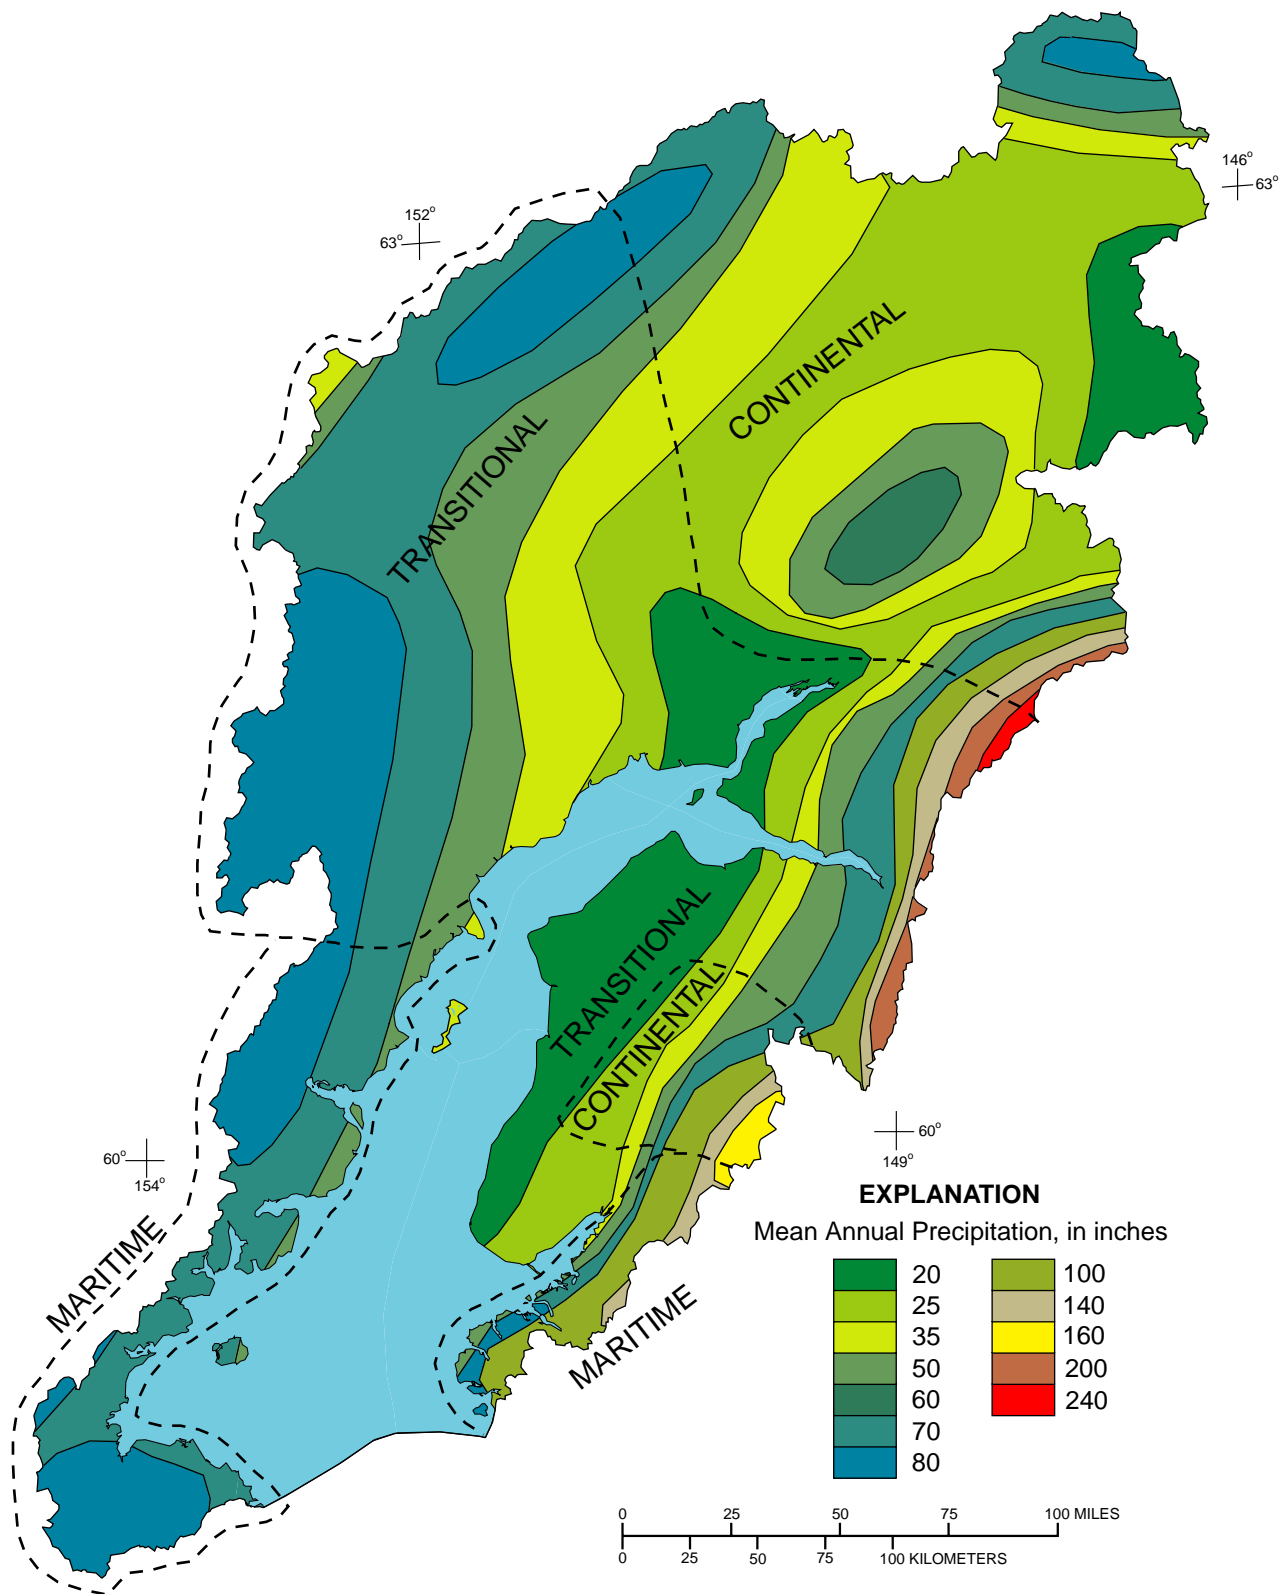 146°
63°
152°
63°
CONTINENTAL
TRANSITIONAL
TRANSITIONAL
CONTINENTAL
60°
149°
60°
154°
MARITIME
MARITIME
EXPLANATION
Mean Annual Precipitation, in inches
20
25
35
50
60
70
80
100
140
160
200
240
0 25 50 75 100 MILES
0 25 50 75 100 KILOMETERS